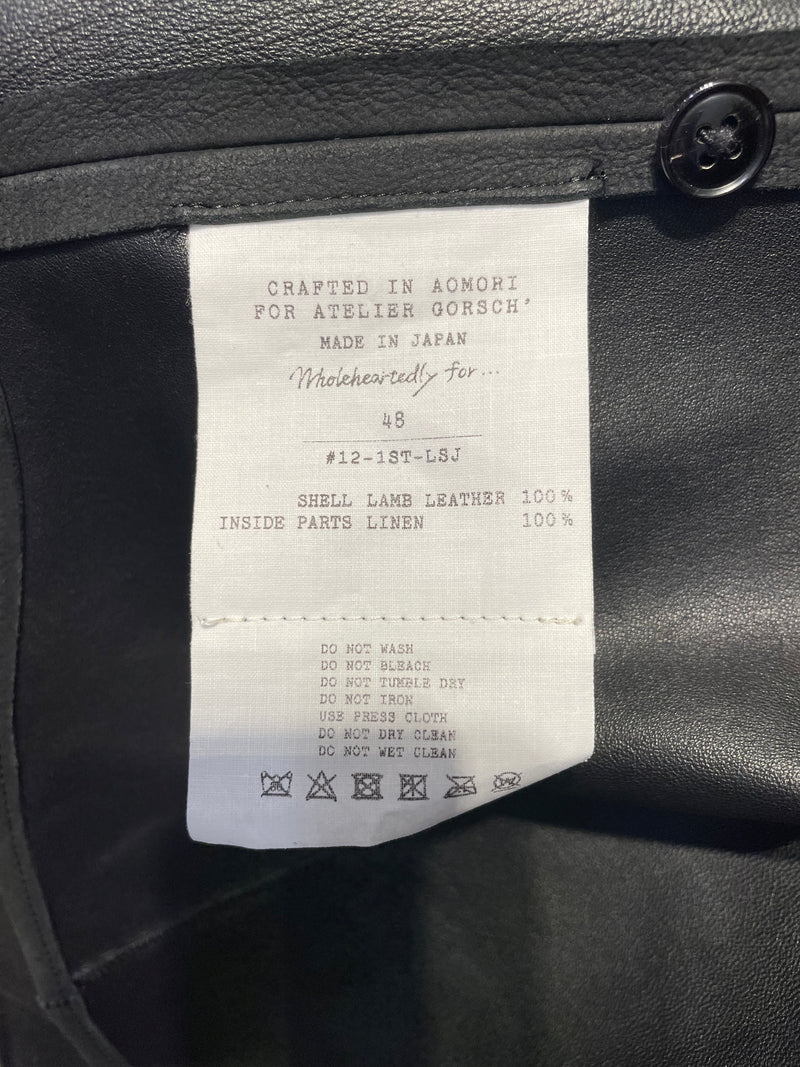 CRAFTED IN AOMORI
FOR ATELIER GORSCH'
MADE IN JAPAN
Wholeheartedly for...
48
#12-1ST-LSJ
SHELL LAMB LEATHER 100%
INSIDE PARTS LINEN 100%
DO NOT WASH
DO NOT BLEACH
DO NOT TUMBLE DRY
DO NOT IRON
USE PRESS CLOTH
DO NOT DRY CLEAN
DO NOT WET CLEAN